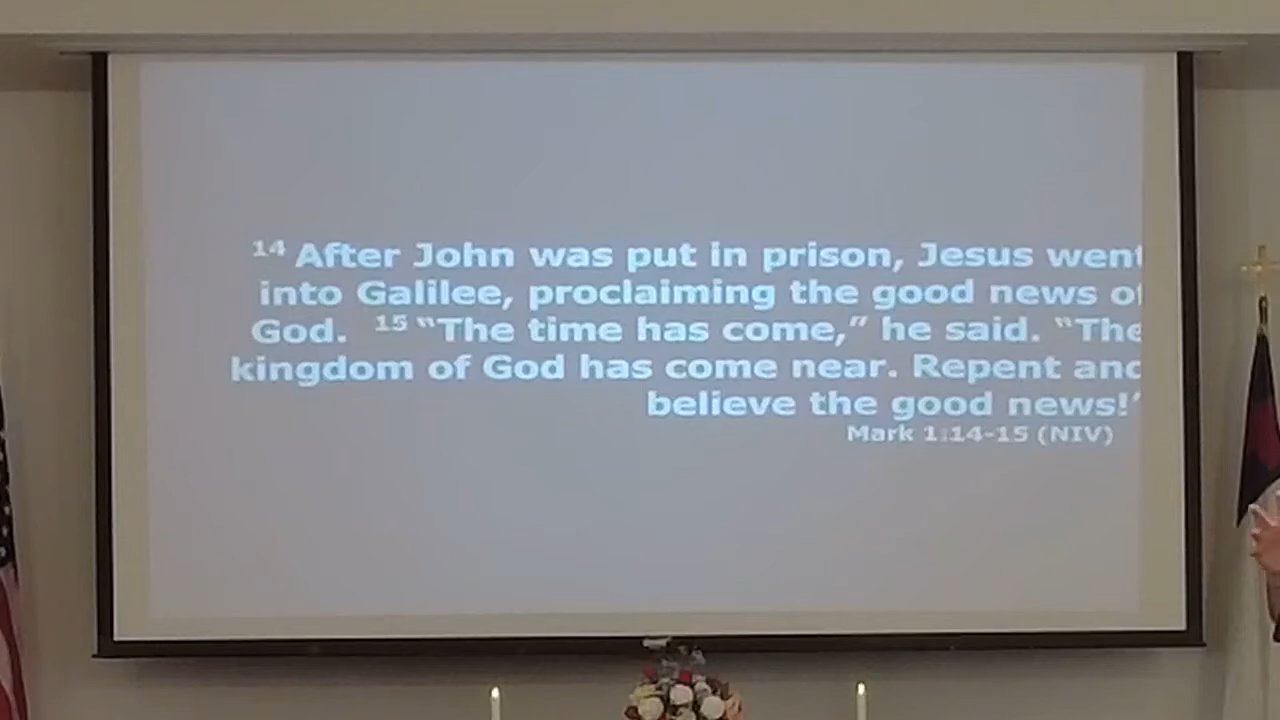 14 After John was put in prison, Jesus went
into Galilee, proclaiming the good news of
God. 15 “The time has come,” he said. “The
kingdom of God has come near. Repent and
believe the good news!”
Mark 1:14-15 (NIV)